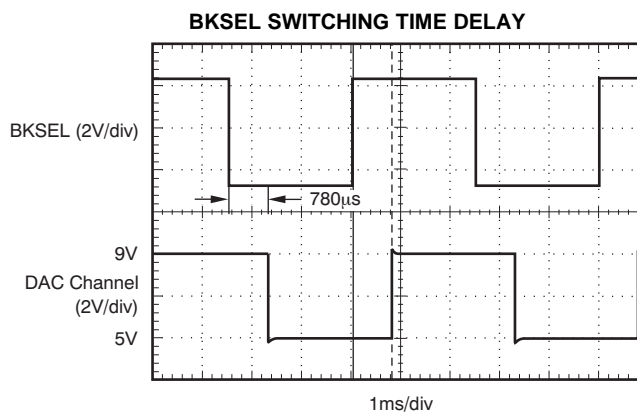 BKSEL SWITCHING TIME DELAY
BKSEL (2V/div)
780μs
9V
DAC Channel
(2V/div)
5V
1ms/div